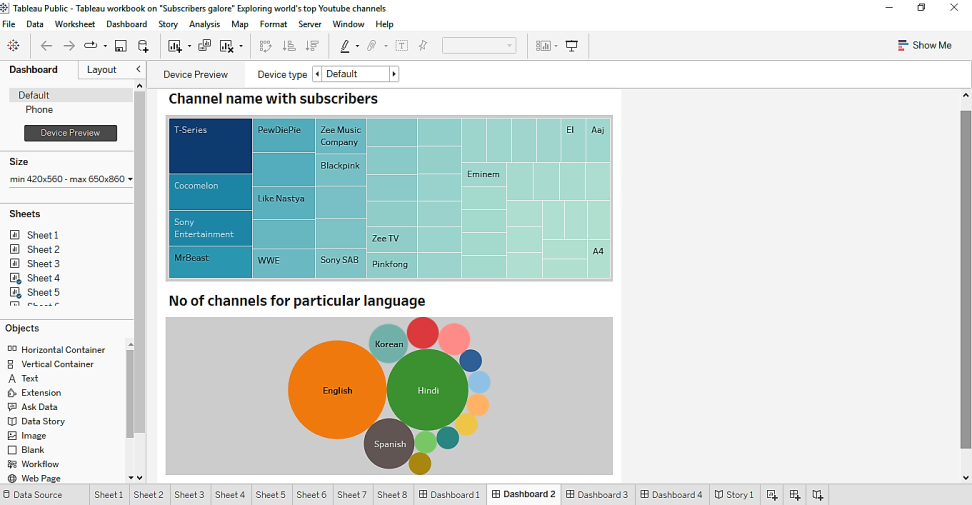 Tableau Public - Tableau workbook on "Subscribers galore" Exploring world's top Youtube channels
File Data Worksheet Dashboard Story Analysis Map Format Server Window Help
Show Me
Dashboard Layout
Device Preview Device type Default
Default
Phone
Device Preview
Size
min 420x560 - max 650x860
Sheets
Sheet 1
Sheet 2
Sheet 3
Sheet 4
Sheet 5
Objects
Horizontal Container
Vertical Container
Text
Extension
Ask Data
Data Story
Image
Blank
Workflow
Web Page
Channel name with subscribers
T-Series
PewDiePie
Zee Music
Company
El
Aaj
Blackpink
Eminem
Cocomelon
Like Nastya
Sony
Entertainment
Zee TV
A4
MrBeast
WWE
Sony SAB
Pinkfong
No of channels for particular language
Korean
English
Hindi
Spanish
Data Source Sheet 1 Sheet 2 Sheet 3 Sheet 4 Sheet 5 Sheet 6 Sheet 7 Sheet 8 Dashboard 1 Dashboard 2 Dashboard 3 Dashboard 4 Story 1